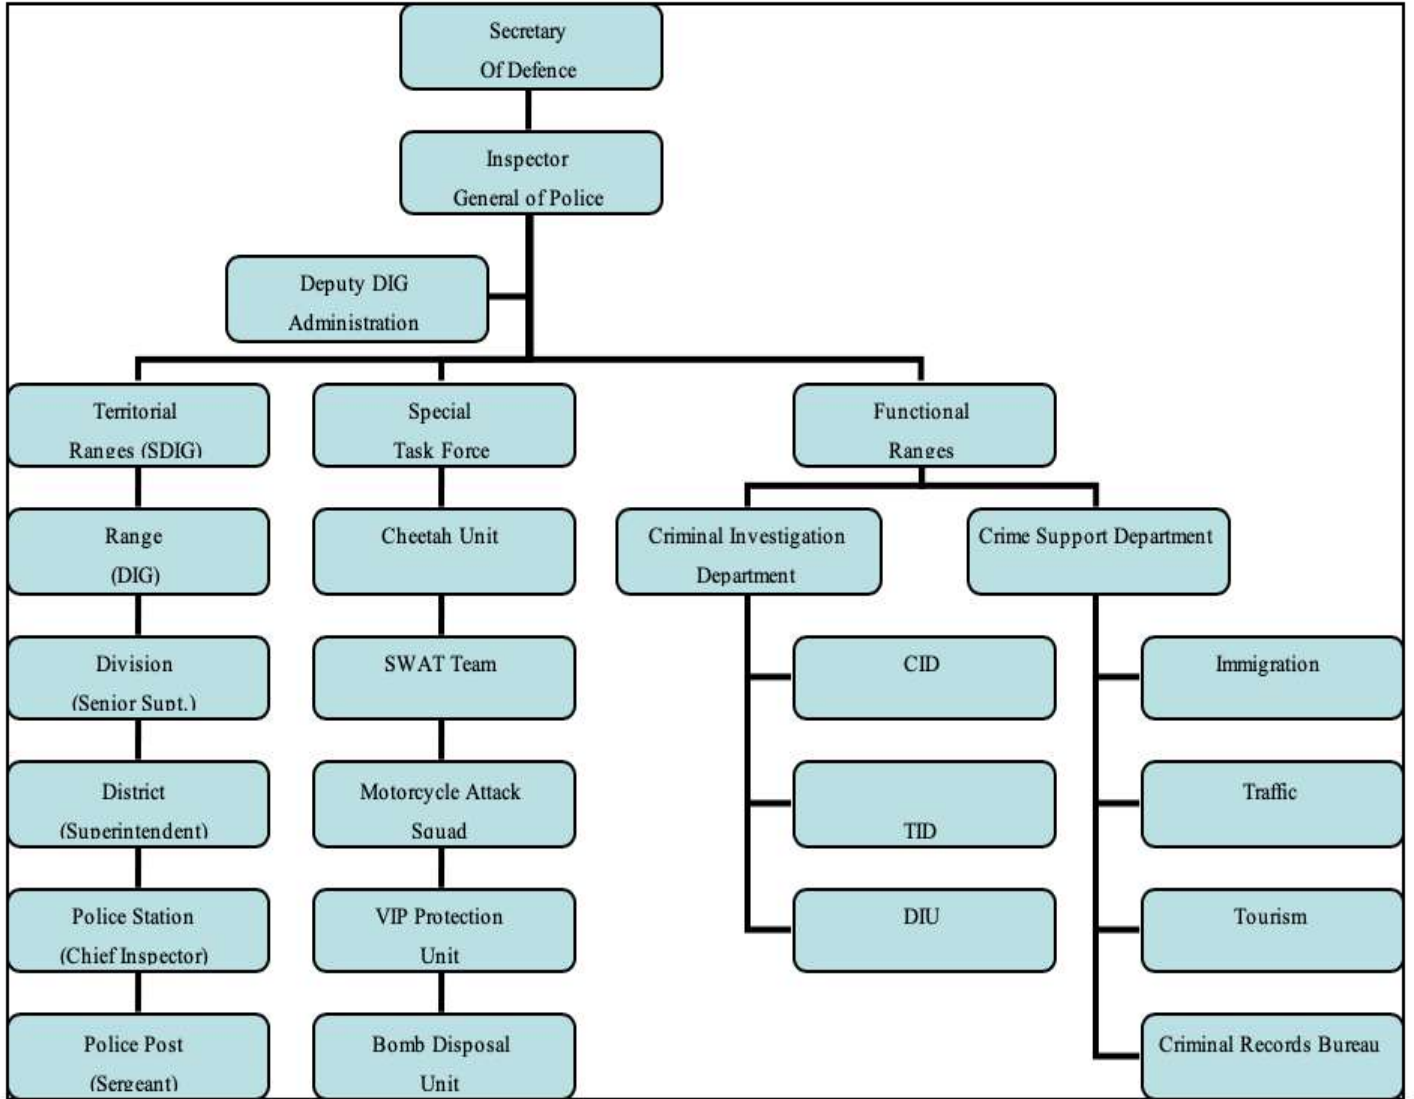 Secretary
Of Defence
Inspector
General of Police
Deputy DIG
Administration
Territorial
Ranges (SDIG)
Special
Task Force
Functional
Ranges
Range
(DIG)
Cheetah Unit
Criminal Investigation
Department
Crime Support Department
Division
(Senior Supt.)
SWAT Team
CID
Immigration
District
(Superintendent)
Motorcycle Attack
Squad
TID
Traffic
Police Station
(Chief Inspector)
VIP Protection
Unit
DIU
Tourism
Police Post
(Sergeant)
Bomb Disposal
Unit
Criminal Records Bureau